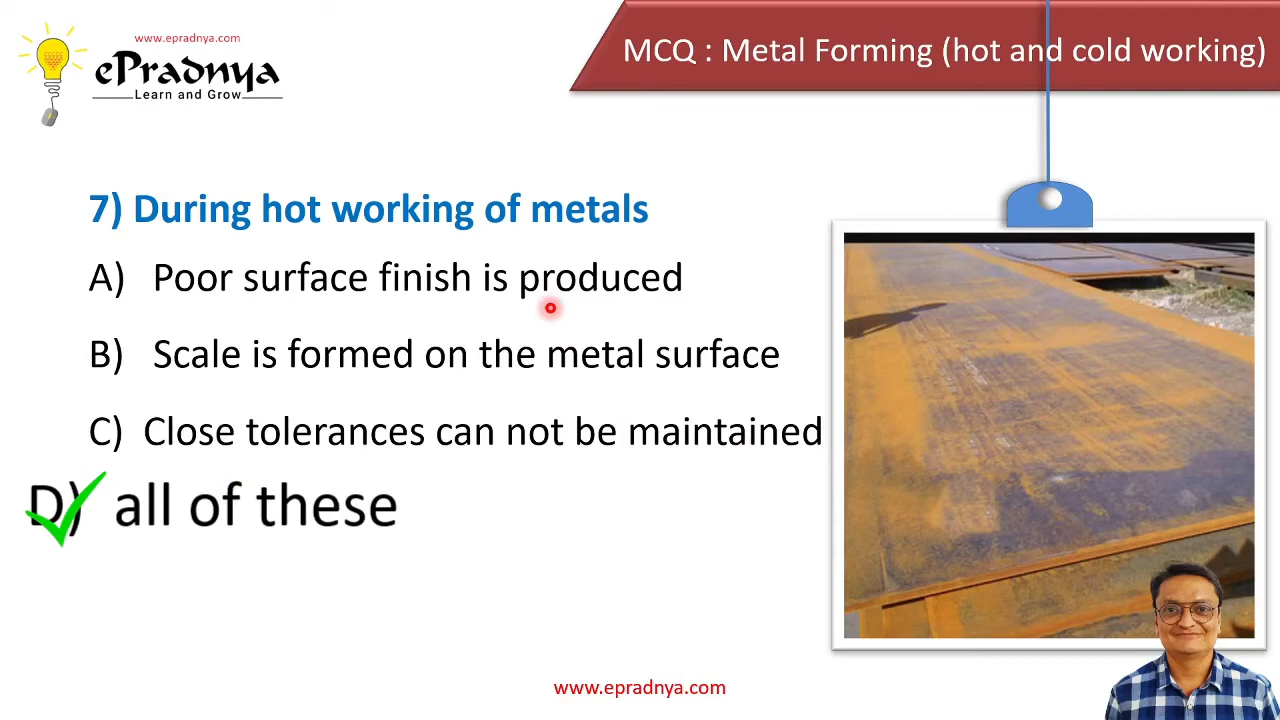 www.epradnya.com
ePradnya
Learn and Grow
MCQ : Metal Forming (hot and cold working)
7) During hot working of metals
A) Poor surface finish is produced
B) Scale is formed on the metal surface
C) Close tolerances can not be maintained
D) all of these
www.epradnya.com